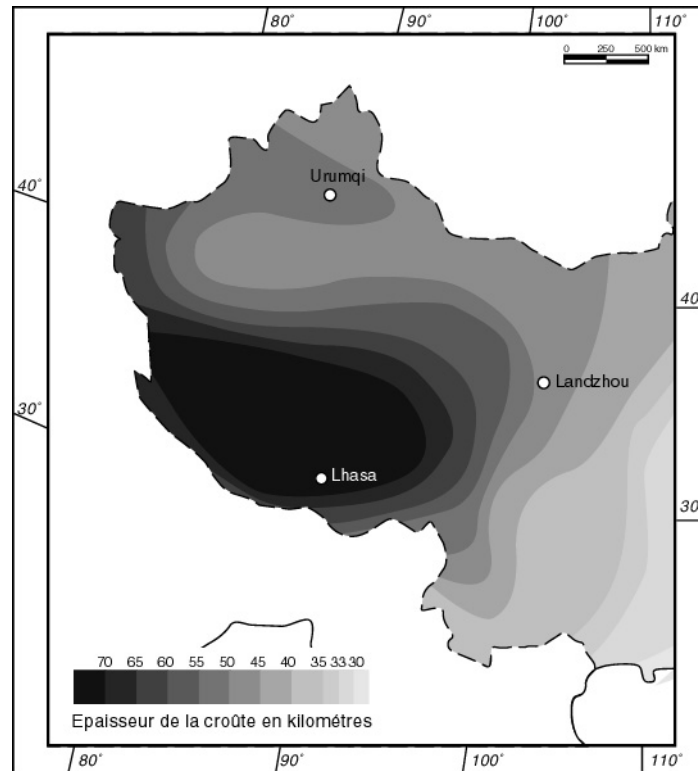 80° 90° 100° 110°
0 250 500 km
Urumqi
40°
40°
Landzhou
30°
Lhasa
30°
70 65 60 55 50 45 40 35 33 30
Epaisseur de la croûte en kilométres
80° 90° 100° 110°